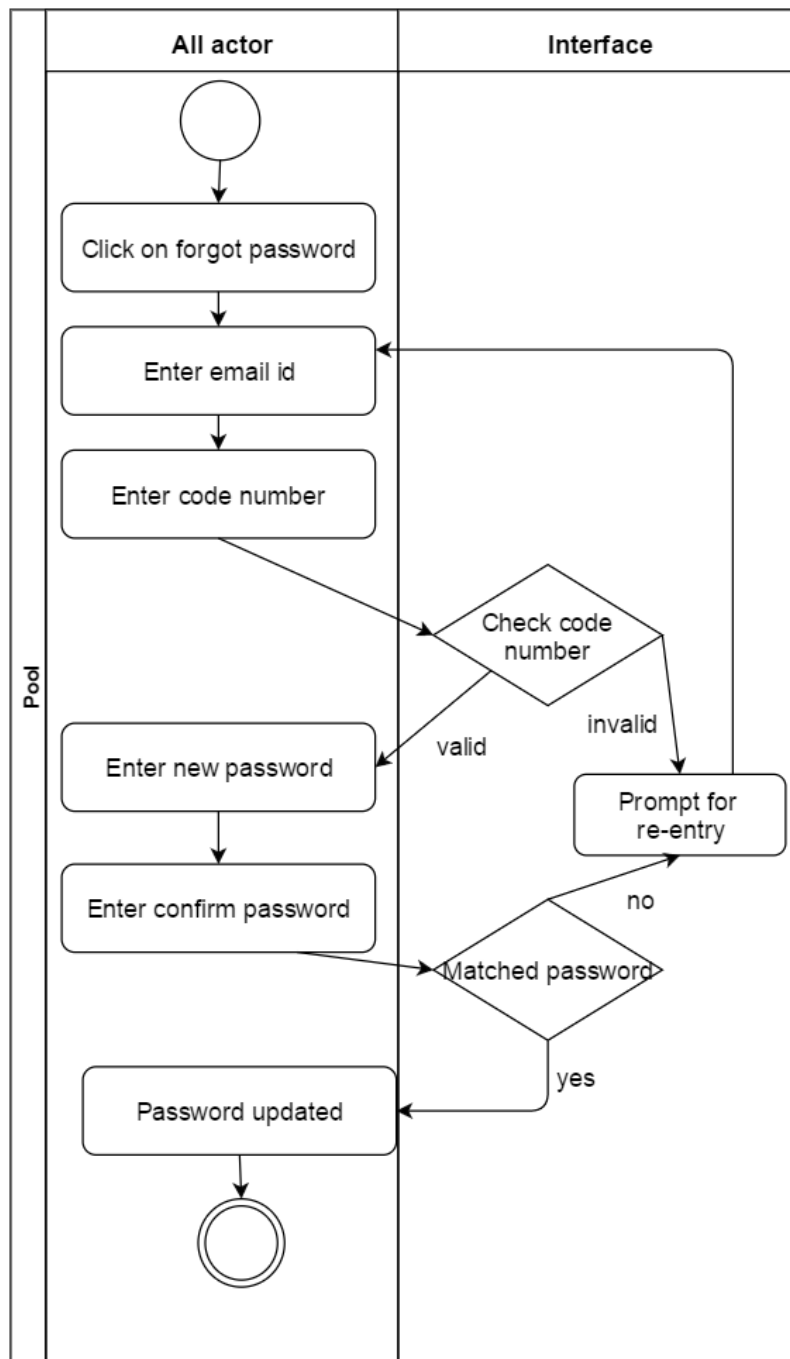 All actor
Interface
Click on forgot password
Enter email id
Enter code number
Check code
number
valid
invalid
Pool
Enter new password
Prompt for
re-entry
Enter confirm password
no
Matched password
yes
Password updated